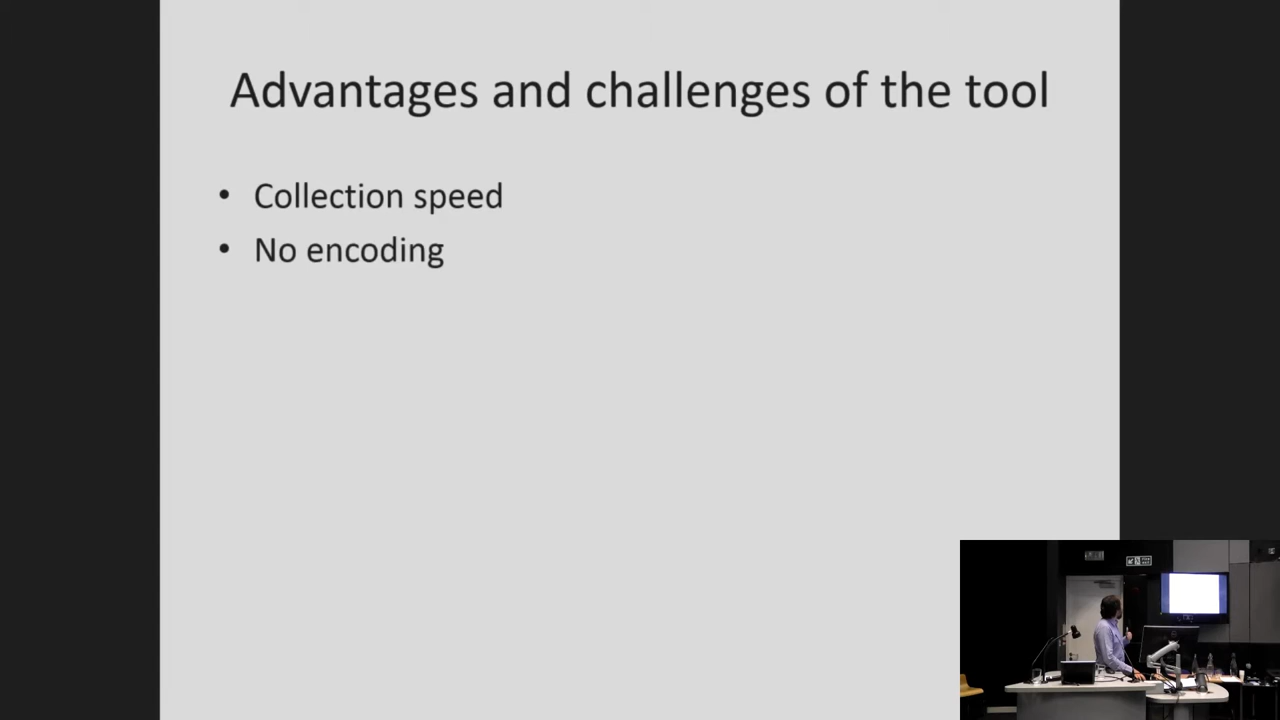 Advantages and challenges of the tool
• Collection speed
• No encoding